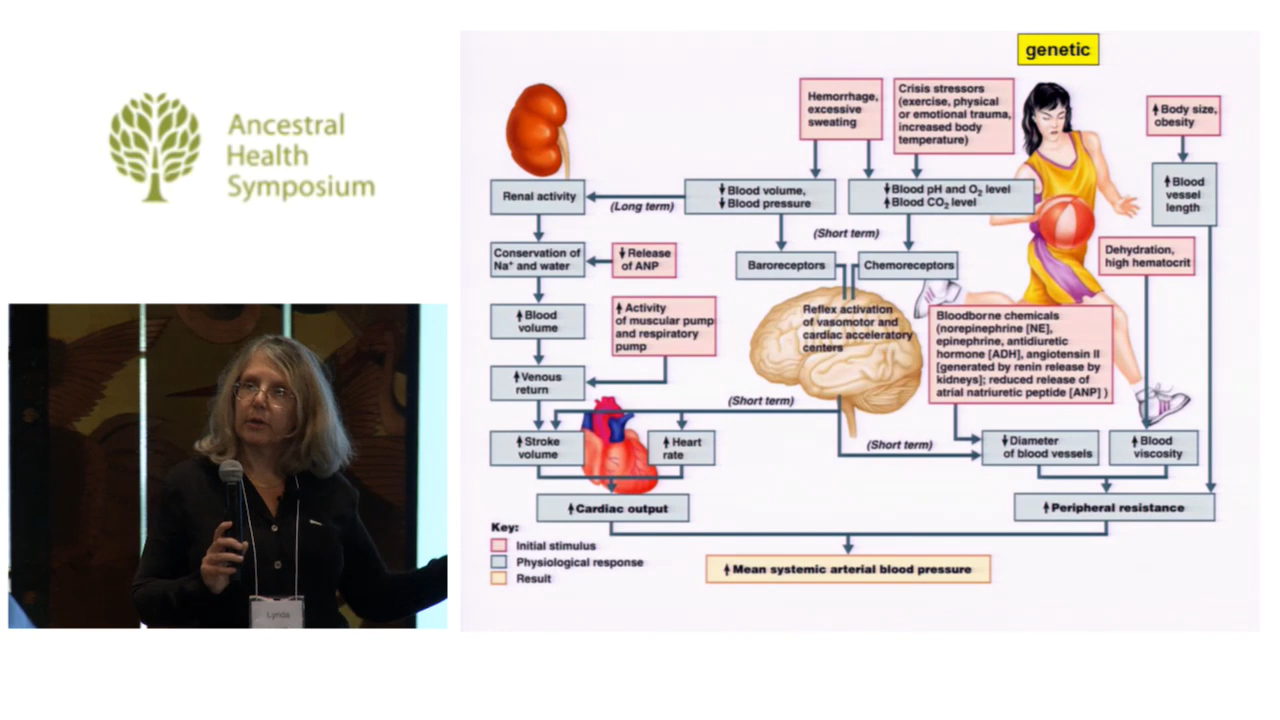 Ancestral
Health
Symposium
genetic
Hemorrhage,
excessive
sweating
Crisis stressors
(exercise, physical
or emotional trauma,
increased body
temperature)
↑Body size,
obesity
Renal activity
(Long term)
↓Blood volume,
↓Blood pressure
↓Blood pH and O₂ level
↑Blood CO₂ level
↑Blood
vessel
length
(Short term)
Conservation of
Na⁺ and water
↓Release
of ANP
Baroreceptors
Chemoreceptors
Dehydration,
high hematocrit
↑Blood
volume
↑Activity
of muscular pump
and respiratory
pump
Reflex activation
of vasomotor and
cardiac acceleratory
centers
Bloodborne chemicals
(norepinephrine [NE],
epinephrine, antidiuretic
hormone [ADH], angiotensin II
[generated by renin release by
kidneys]; reduced release of
atrial natriuretic peptide [ANP] )
↑Venous
return
(Short term)
↑Stroke
volume
↑Heart
rate
(Short term)
↓Diameter
of blood vessels
↑Blood
viscosity
↑Cardiac output
↑Peripheral resistance
Key:
Initial stimulus
Physiological response
Result
↑Mean systemic arterial blood pressure
Lynda